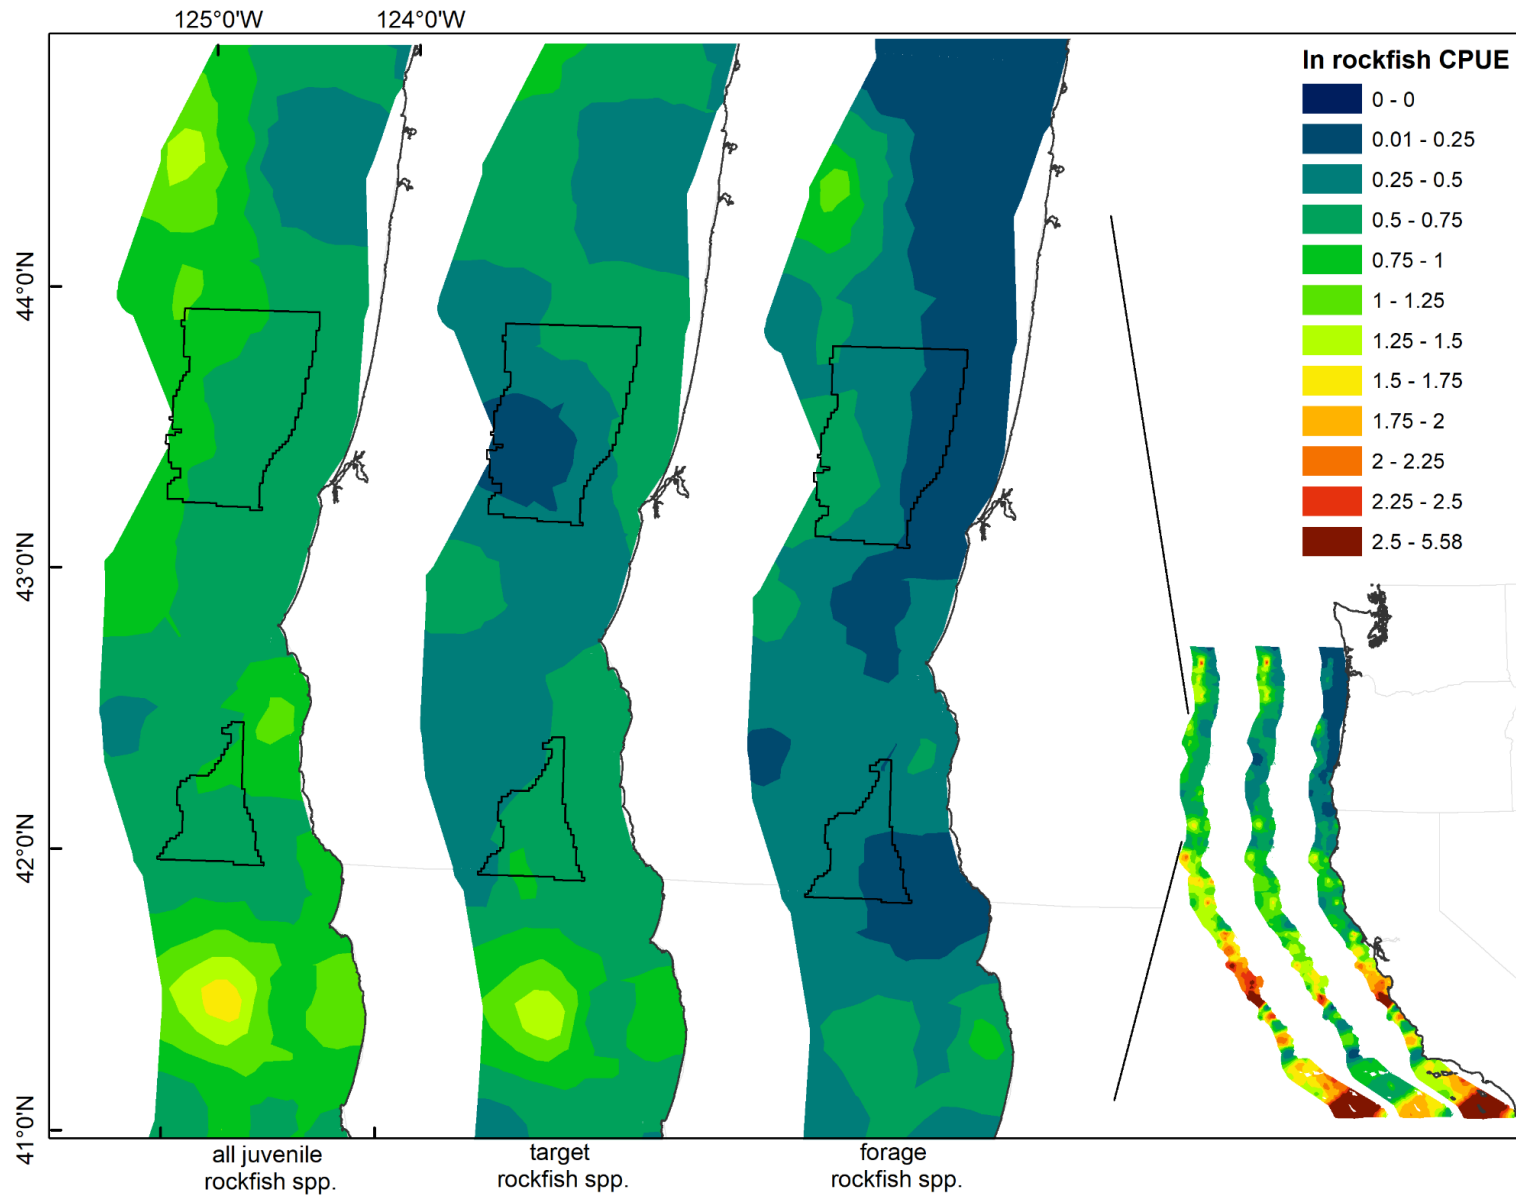 125°0'W
124°0'W
44°0'N
43°0'N
42°0'N
41°0'N
ln rockfish CPUE
0 - 0
0.01 - 0.25
0.25 - 0.5
0.5 - 0.75
0.75 - 1
1 - 1.25
1.25 - 1.5
1.5 - 1.75
1.75 - 2
2 - 2.25
2.25 - 2.5
2.5 - 5.58
all juvenile
rockfish spp.
target
rockfish spp.
forage
rockfish spp.